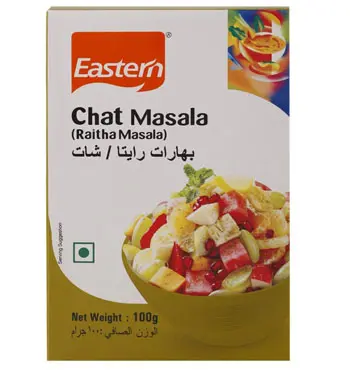 Eastern®
Chat Masala
(Raitha Masala)
بهارات رايتا / شات
Serving Suggestion
Net Weight : 100g
الوزن الصافي: ١٠٠ جرام